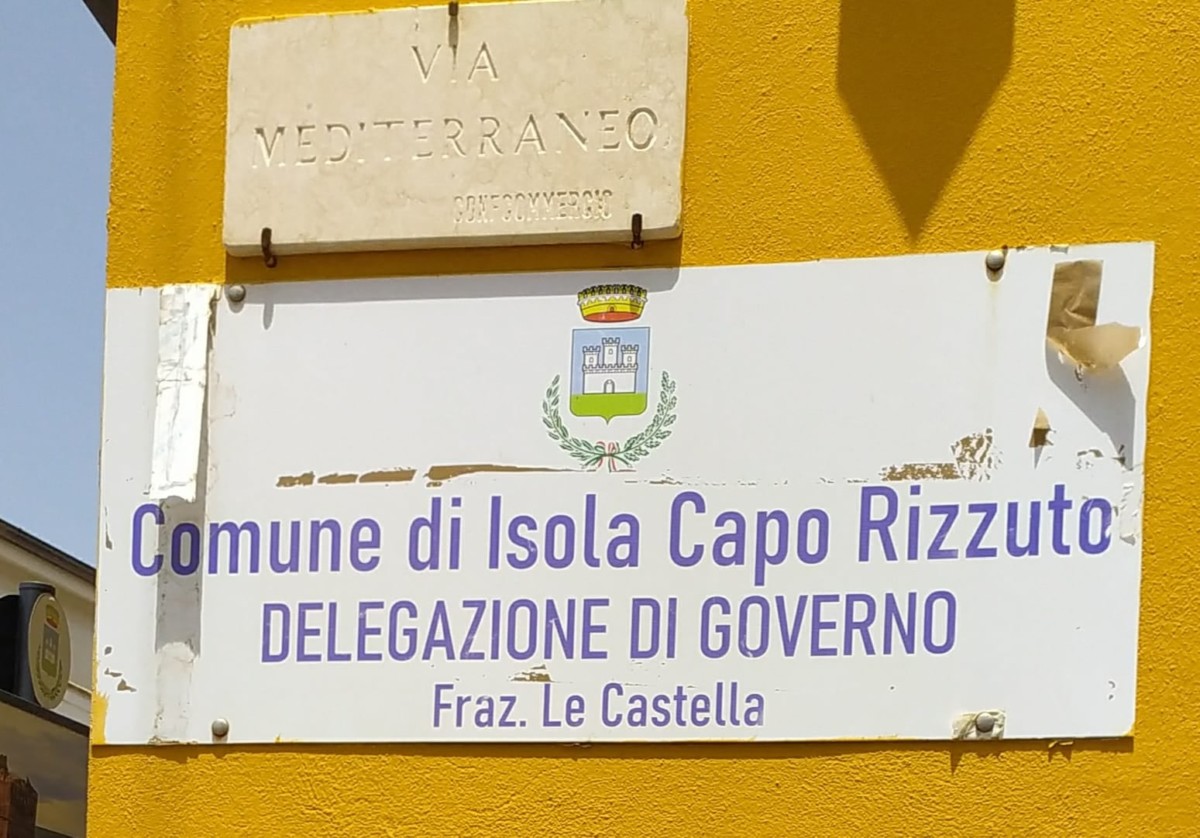 VIA
MEDITERRANEO
CONFCOMMERCIO
Comune di Isola Capo Rizzuto
DELEGAZIONE DI GOVERNO
Fraz. Le Castella